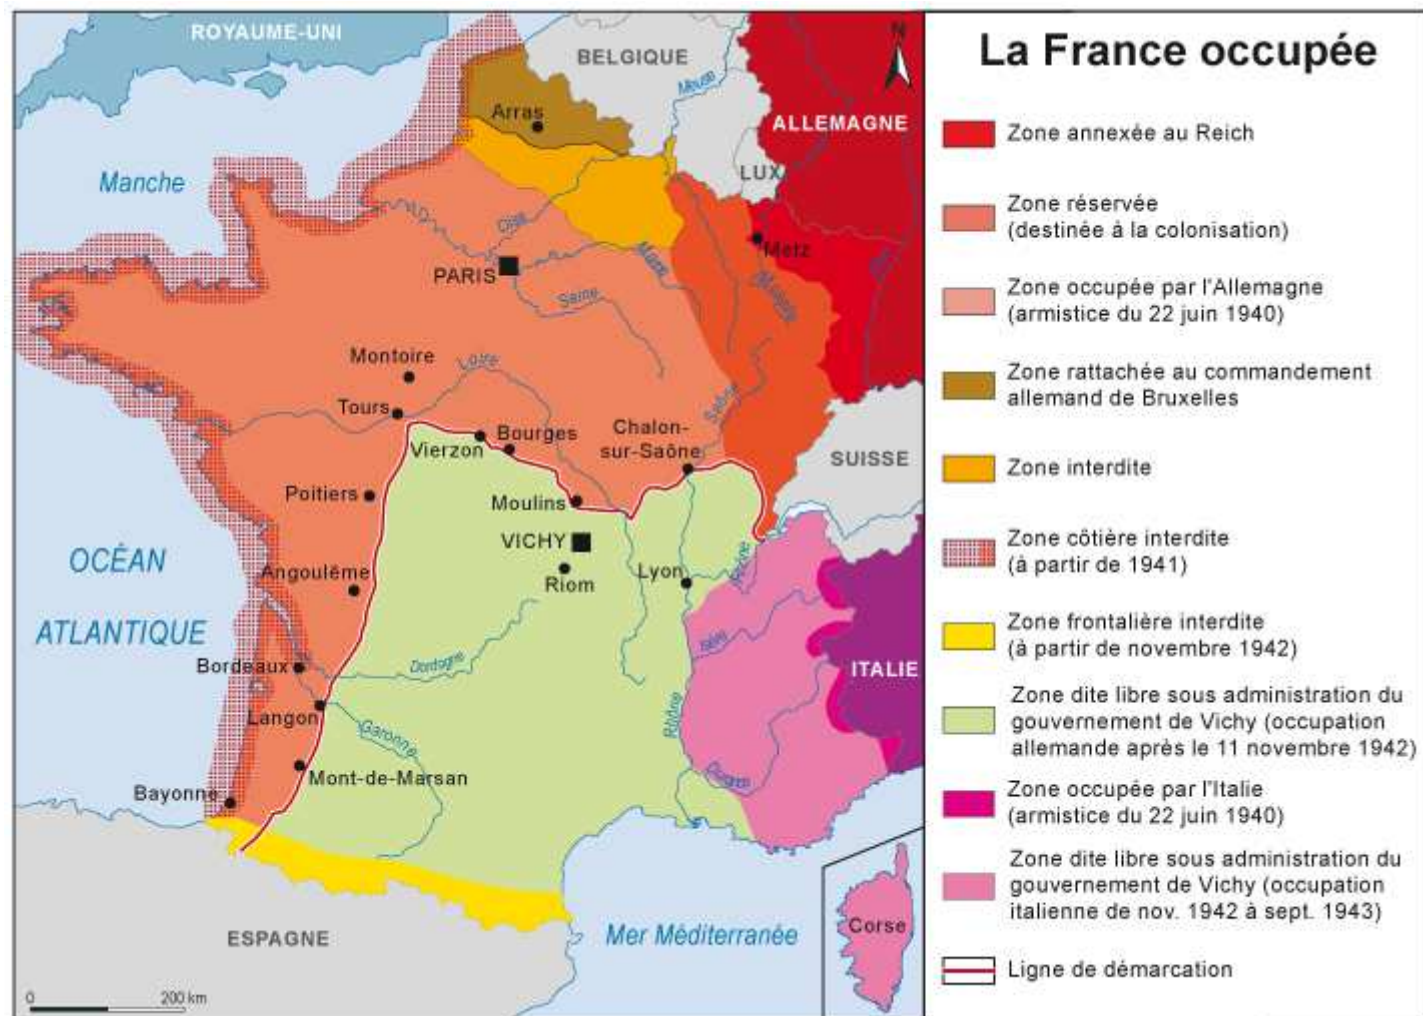 ROYAUME-UNI
BELGIQUE
Meuse
N
Arras
ALLEMAGNE
LUX
Manche
Oise
Metz
PARIS
Marne
Moselle
Seine
Montoire
Loire
Tours
Saône
Vierzon
Bourges
Chalon-
sur-Saône
SUISSE
Poitiers
Moulins
VICHY
OCÉAN
ATLANTIQUE
Angoulême
Riom
Lyon
Rhône
Isère
Bordeaux
Dordogne
ITALIE
Langon
Garonne
Rhône
Durance
Mont-de-Marsan
Bayonne
ESPAGNE
Mer Méditerranée
Corse
0 200 km
La France occupée
Zone annexée au Reich
Zone réservée
(destinée à la colonisation)
Zone occupée par l'Allemagne
(armistice du 22 juin 1940)
Zone rattachée au commandement
allemand de Bruxelles
Zone interdite
Zone côtière interdite
(à partir de 1941)
Zone frontalière interdite
(à partir de novembre 1942)
Zone dite libre sous administration du
gouvernement de Vichy (occupation
allemande après le 11 novembre 1942)
Zone occupée par l'Italie
(armistice du 22 juin 1940)
Zone dite libre sous administration du
gouvernement de Vichy (occupation
italienne de nov. 1942 à sept. 1943)
Ligne de démarcation